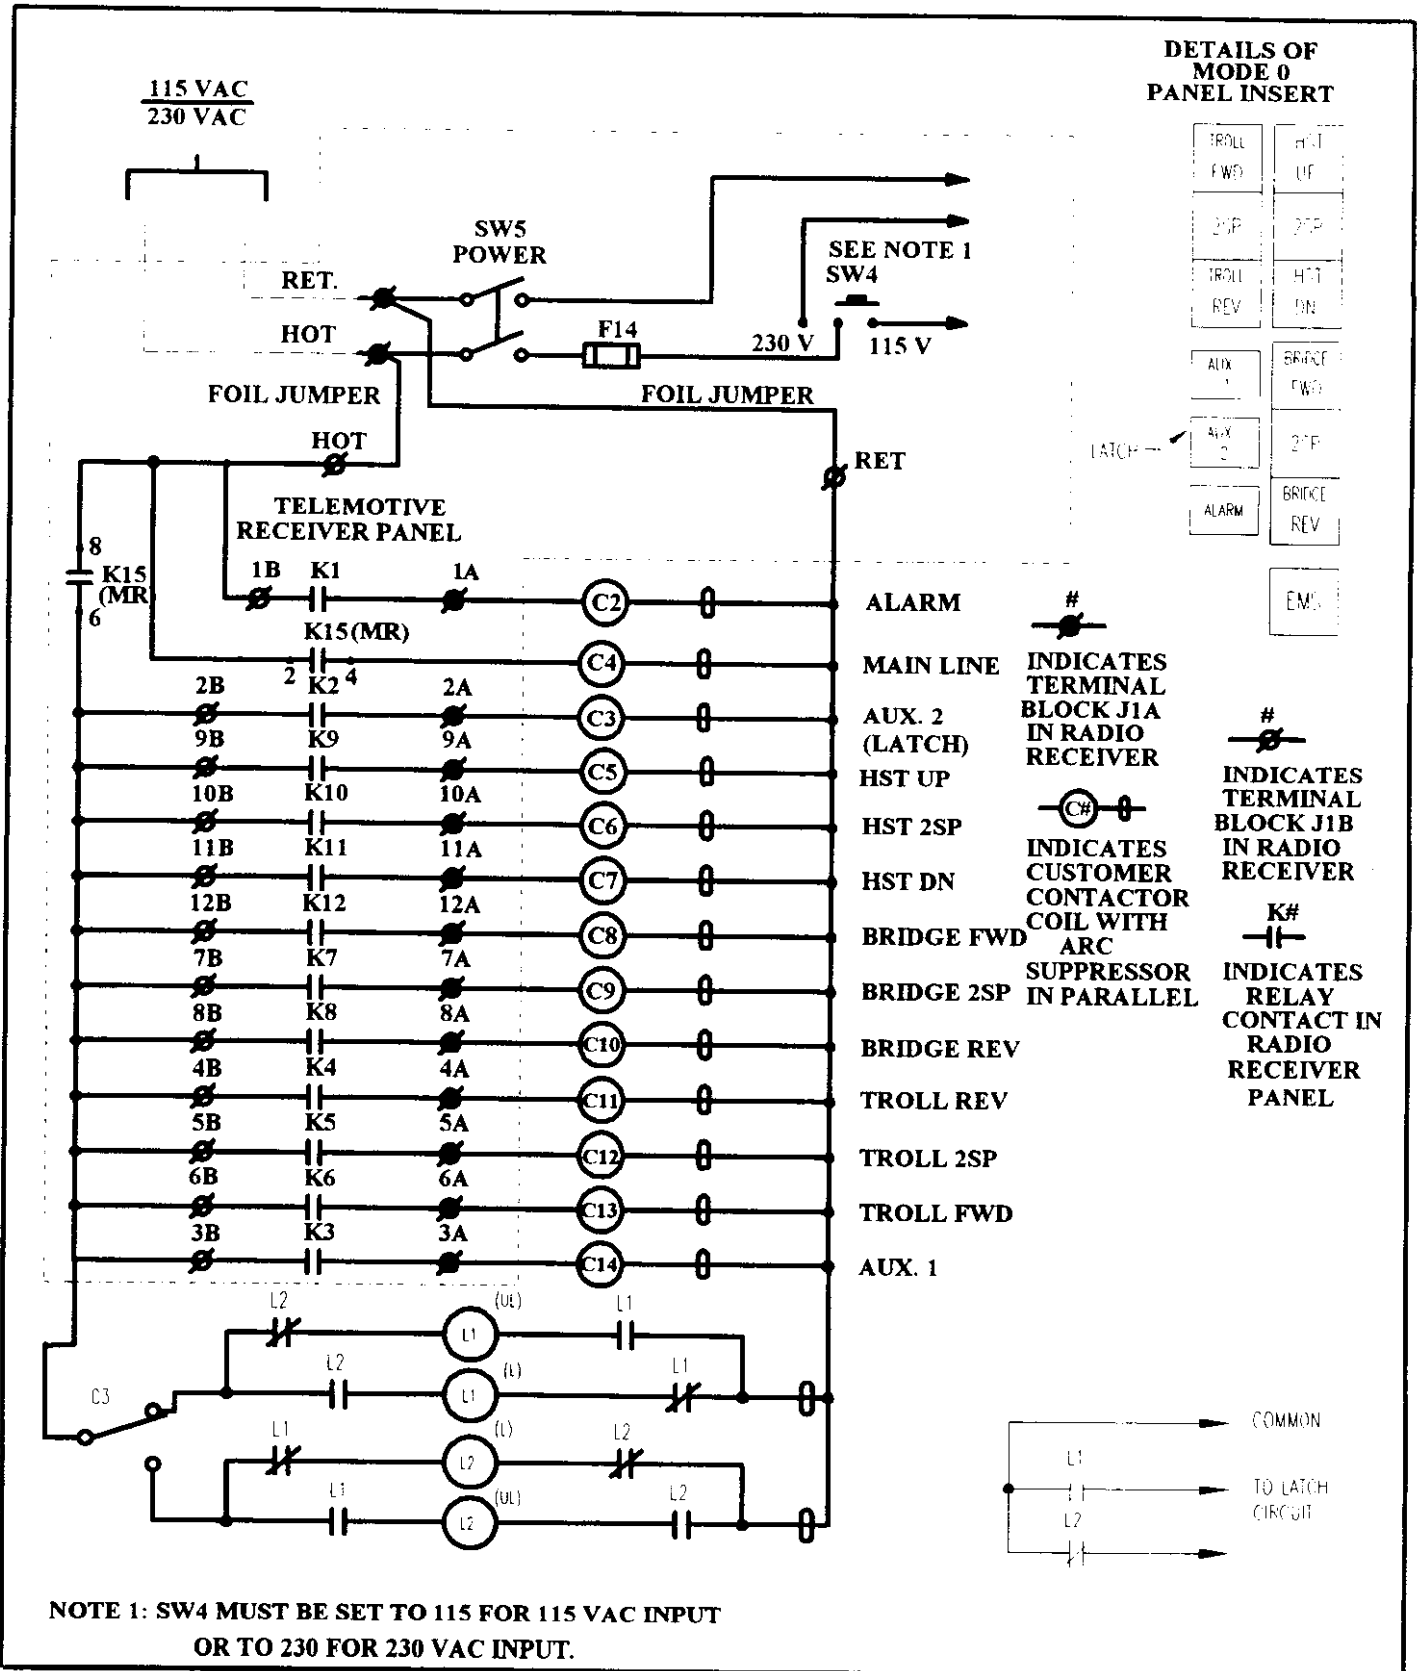 DETAILS OF
MODE 0
PANEL INSERT
115 VAC
230 VAC
TROLL
FWD
2SP
TROLL
REV
2SP
DN
AUX
1
BRIDGE
FWD
LATCH
AUX
2
ALARM
BRIDGE
REV
EMS
SW5
POWER
SEE NOTE 1
SW4
RET.
HOT
F14
230 V
115 V
FOIL JUMPER
FOIL JUMPER
HOT
RET
TELEMOTIVE
RECEIVER PANEL
8
K15
(MR
6
1B K1 1A
C2
ALARM
K15(MR)
2 4
C4
MAIN LINE
2B K2 2A
C3
AUX. 2
(LATCH)
9B K9 9A
C5
HST UP
10B K10 10A
C6
HST 2SP
11B K11 11A
C7
HST DN
12B K12 12A
C8
BRIDGE FWD
7B K7 7A
C9
BRIDGE 2SP
8B K8 8A
C10
BRIDGE REV
4B K4 4A
C11
TROLL REV
5B K5 5A
C12
TROLL 2SP
6B K6 6A
C13
TROLL FWD
3B K3 3A
C14
AUX. 1
#
INDICATES
TERMINAL
BLOCK J1A
IN RADIO
RECEIVER
C#
INDICATES
CUSTOMER
CONTACTOR
COIL WITH
ARC
SUPPRESSOR
IN PARALLEL
#
INDICATES
TERMINAL
BLOCK J1B
IN RADIO
RECEIVER
K#
INDICATES
RELAY
CONTACT IN
RADIO
RECEIVER
PANEL
L2 (UL) L1
L1
L2 (L) L1
L1
C3
L1 (L) L2
L2
L1 (UL) L2
L2
COMMON
L1
TO LATCH
CIRCUIT
L2
NOTE 1: SW4 MUST BE SET TO 115 FOR 115 VAC INPUT
OR TO 230 FOR 230 VAC INPUT.